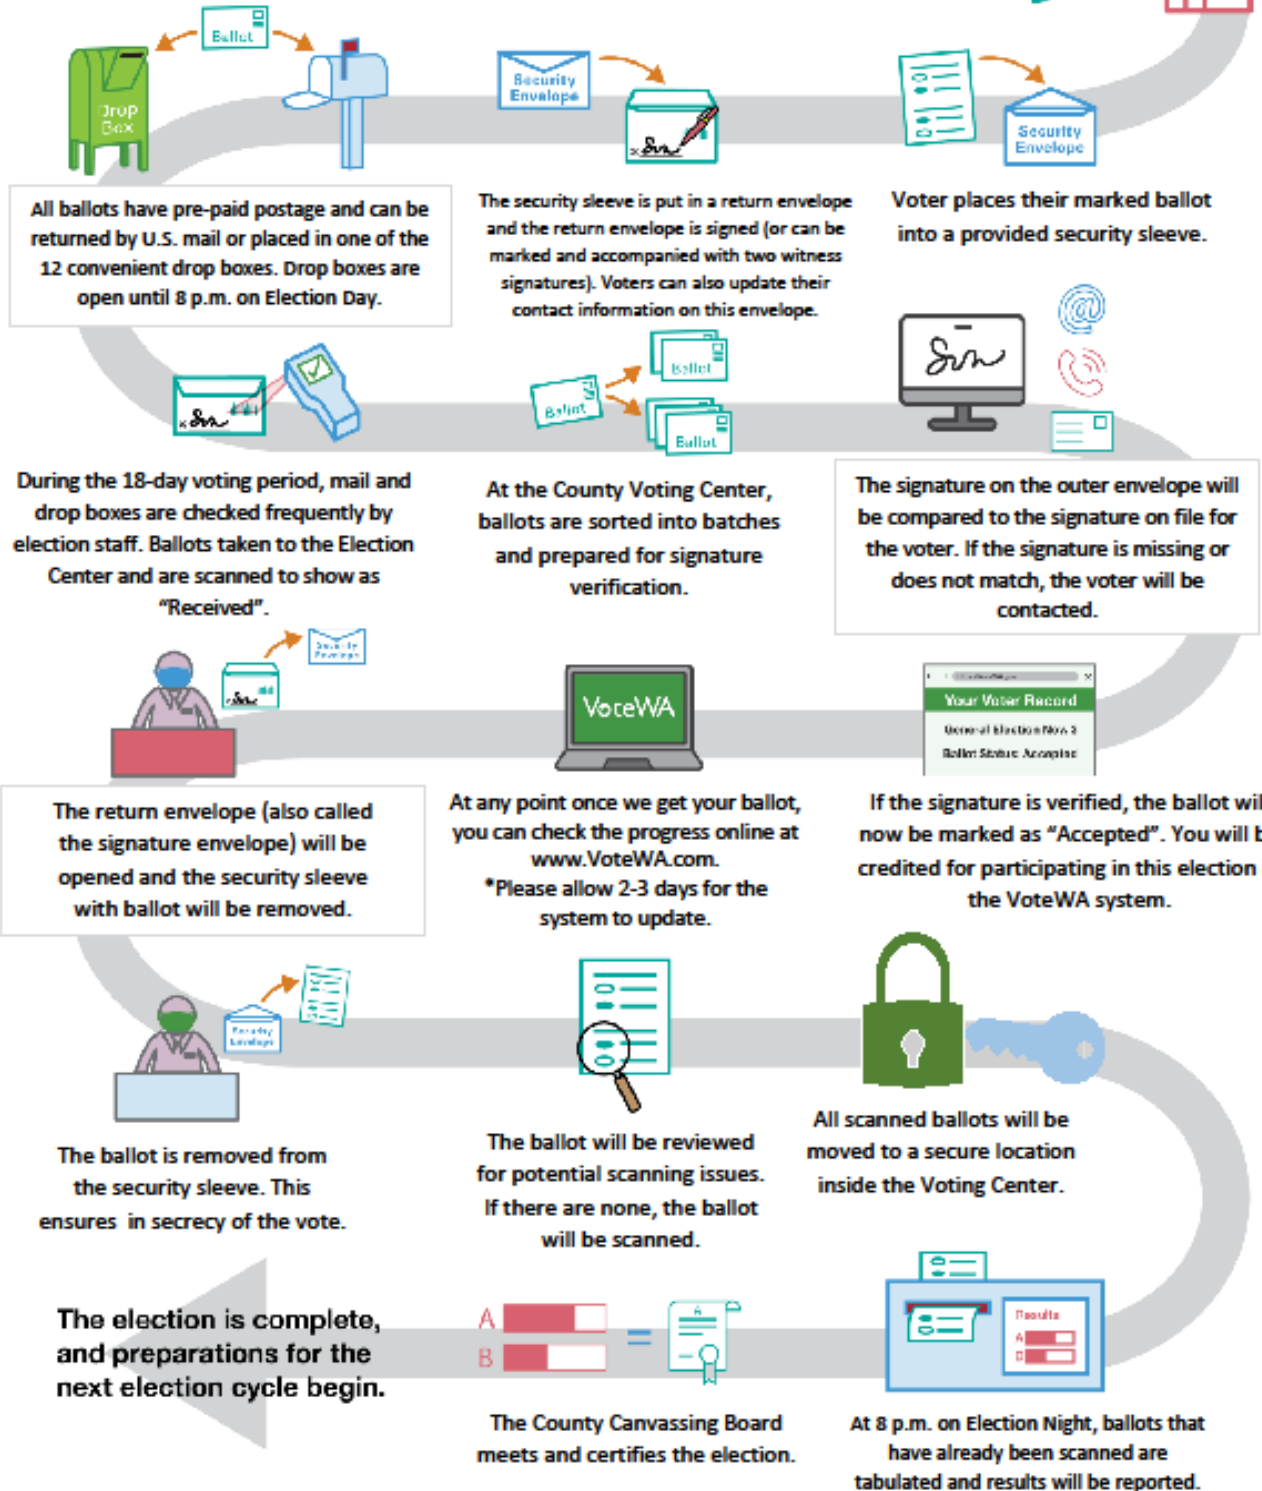 Ballot
Drop
Box
Security
Envelope
Security
Envelope
All ballots have pre-paid postage and can be
returned by U.S. mail or placed in one of the
12 convenient drop boxes. Drop boxes are
open until 8 p.m. on Election Day.
The security sleeve is put in a return envelope
and the return envelope is signed (or can be
marked and accompanied with two witness
signatures). Voters can also update their
contact information on this envelope.
Voter places their marked ballot
into a provided security sleeve.
Ballot
Ballot
Ballot
@
During the 18-day voting period, mail and
drop boxes are checked frequently by
election staff. Ballots taken to the Election
Center and are scanned to show as
“Received”.
At the County Voting Center,
ballots are sorted into batches
and prepared for signature
verification.
The signature on the outer envelope will
be compared to the signature on file for
the voter. If the signature is missing or
does not match, the voter will be
contacted.
Security
Envelope
VoteWA
Your Voter Record
General Election Nov 3
Ballot Status: Accepted
The return envelope (also called
the signature envelope) will be
opened and the security sleeve
with ballot will be removed.
At any point once we get your ballot,
you can check the progress online at
www.VoteWA.com.
*Please allow 2-3 days for the
system to update.
If the signature is verified, the ballot wil
now be marked as “Accepted”. You will b
credited for participating in this election
the VoteWA system.
Security
Envelope
The ballot is removed from
the security sleeve. This
ensures in secrecy of the vote.
The ballot will be reviewed
for potential scanning issues.
If there are none, the ballot
will be scanned.
All scanned ballots will be
moved to a secure location
inside the Voting Center.
The election is complete,
and preparations for the
next election cycle begin.
A
B
=
A
Results
A
B
The County Canvassing Board
meets and certifies the election.
At 8 p.m. on Election Night, ballots that
have already been scanned are
tabulated and results will be reported.